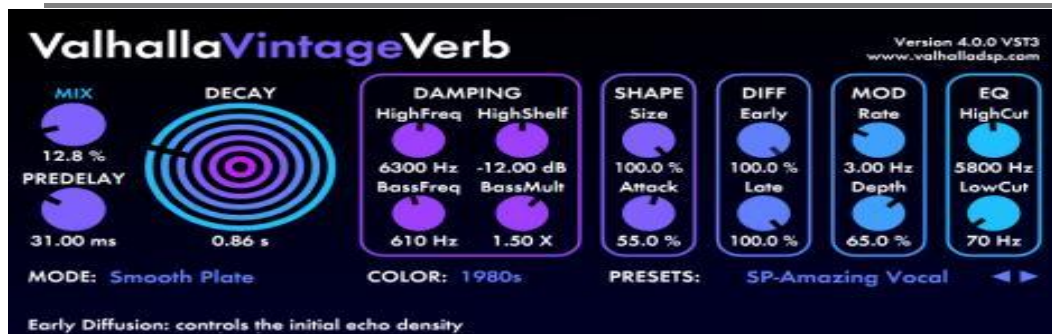 ValhallaVintageVerb
Version 4.0.0 VST3
www.valhalladsp.com
MIX
12.8 %
PREDELAY
31.00 ms
DECAY
0.86 s
DAMPING
HighFreq HighShelf
6300 Hz -12.00 dB
BassFreq BassMult
610 Hz 1.50 X
SHAPE
Size
100.0 %
Attack
55.0 %
DIFF
Early
100.0 %
Late
100.0 %
MOD
Rate
3.00 Hz
Depth
65.0 %
EQ
HighCut
5800 Hz
LowCut
70 Hz
MODE: Smooth Plate COLOR: 1980s PRESETS: SP-Amazing Vocal
Early Diffusion: controls the initial echo density